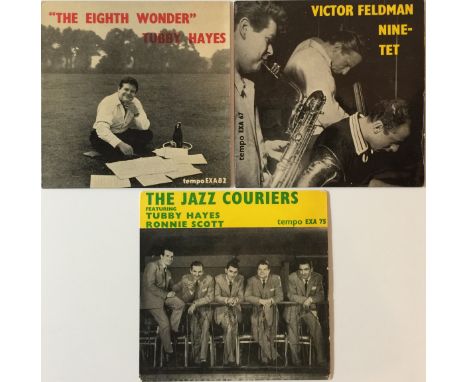 "THE EIGHTH WONDER"
TUBBY HAYES
tempo EXA 82
VICTOR FELDMAN
NINE-
TET
tempo EXA 67
THE JAZZ COURIERS
FEATURING
TUBBY HAYES
RONNIE SCOTT
tempo EXA 75